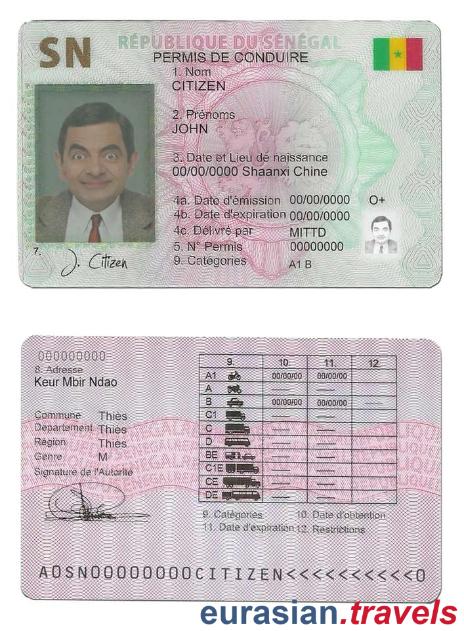 SN
RÉPUBLIQUE DU SÉNÉGAL
PERMIS DE CONDUIRE
1. Nom
CITIZEN
2. Prénoms
JOHN
3. Date et Lieu de naissance
00/00/0000 Shaanxi Chine
4a. Date d'émission 00/00/0000 O+
4b. Date d'expiration 00/00/0000
4c. Délivré par MITTD
5. N° Permis 00000000
9. Catégories A1 B
7.
J. Citizen
000000000
8. Adresse
Keur Mbir Ndao
Commune Thiès
Département Thiès
Région Thiès
Genre M
Signature de l'Autorité
9. 10. 11. 12.
A1 00/00/00 00/00/00
A
B 00/00/00 00/00/00
C1
C
D
BE
C1E
CE
DE
9. Catégories 10. Date d'obtention
11. Date d'expiration 12. Restrictions
AOSN00000000CITIZEN<<<<<<<<<<0
eurasian.travels